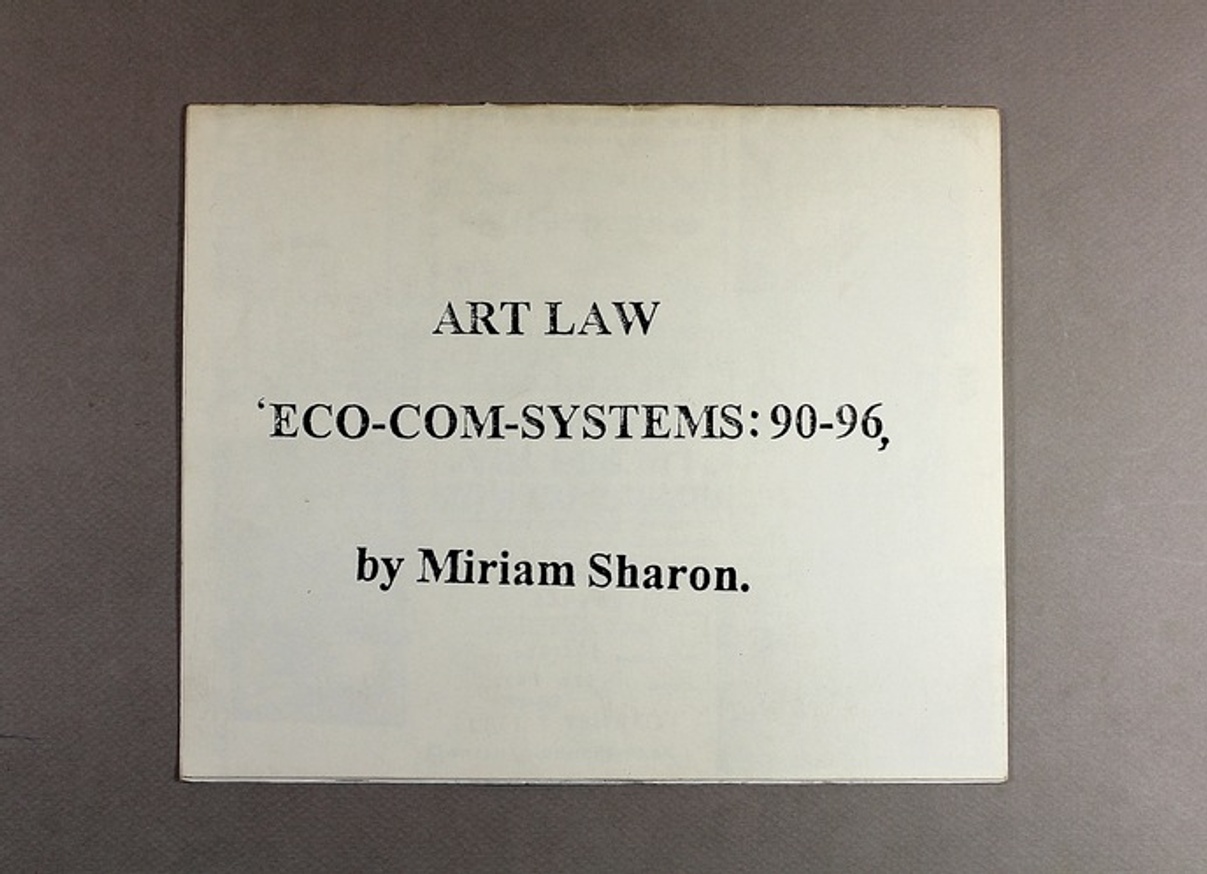 ART LAW
‘ECO-COM-SYSTEMS: 90-96,
by Miriam Sharon.